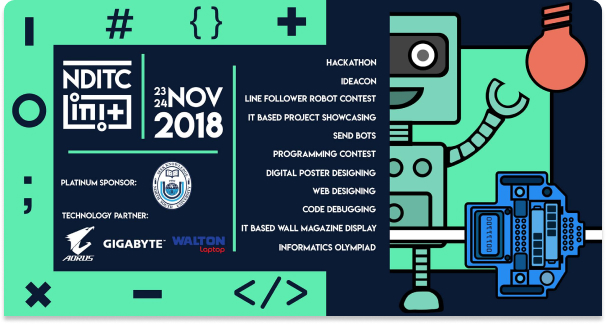 # { } +
NDITC
23
24
NOV
2018
PLATINUM SPONSOR:
TECHNOLOGY PARTNER:
AORUS
GIGABYTE™
WALTON
Laptop
HACKATHON
IDEACON
LINE FOLLOWER ROBOT CONTEST
IT BASED PROJECT SHOWCASING
SEND BOTS
PROGRAMMING CONTEST
DIGITAL POSTER DESIGNING
WEB DESIGNING
CODE DEBUGGING
IT BASED WALL MAGAZINE DISPLAY
INFORMATICS OLYMPIAD
;
</>